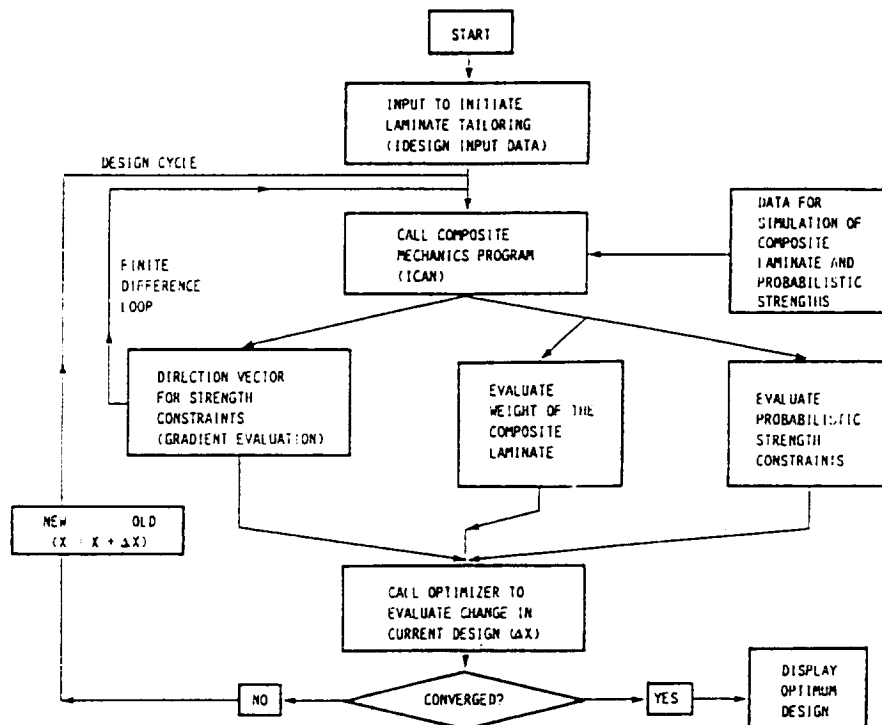 START
INPUT TO INITIATE
LAMINATE TAILORING
(IDESIGN INPUT DATA)
DESIGN CYCLE
FINITE
DIFFERENCE
LOOP
CALL COMPOSITE
MECHANICS PROGRAM
(ICAN)
DATA FOR
SIMULATION OF
COMPOSITE
LAMINATE AND
PROBABILISTIC
STRENGTHS
DIRECTION VECTOR
FOR STRENGTH
CONSTRAINTS
(GRADIENT EVALUATION)
EVALUATE
WEIGHT OF THE
COMPOSITE
LAMINATE
EVALUATE
PROBABILISTIC
STRENGTH
CONSTRAINTS
NEW OLD
(X : X + ΔX)
CALL OPTIMIZER TO
EVALUATE CHANGE IN
CURRENT DESIGN (ΔX)
NO
CONVERGED?
YES
DISPLAY
OPTIMUM
DESIGN